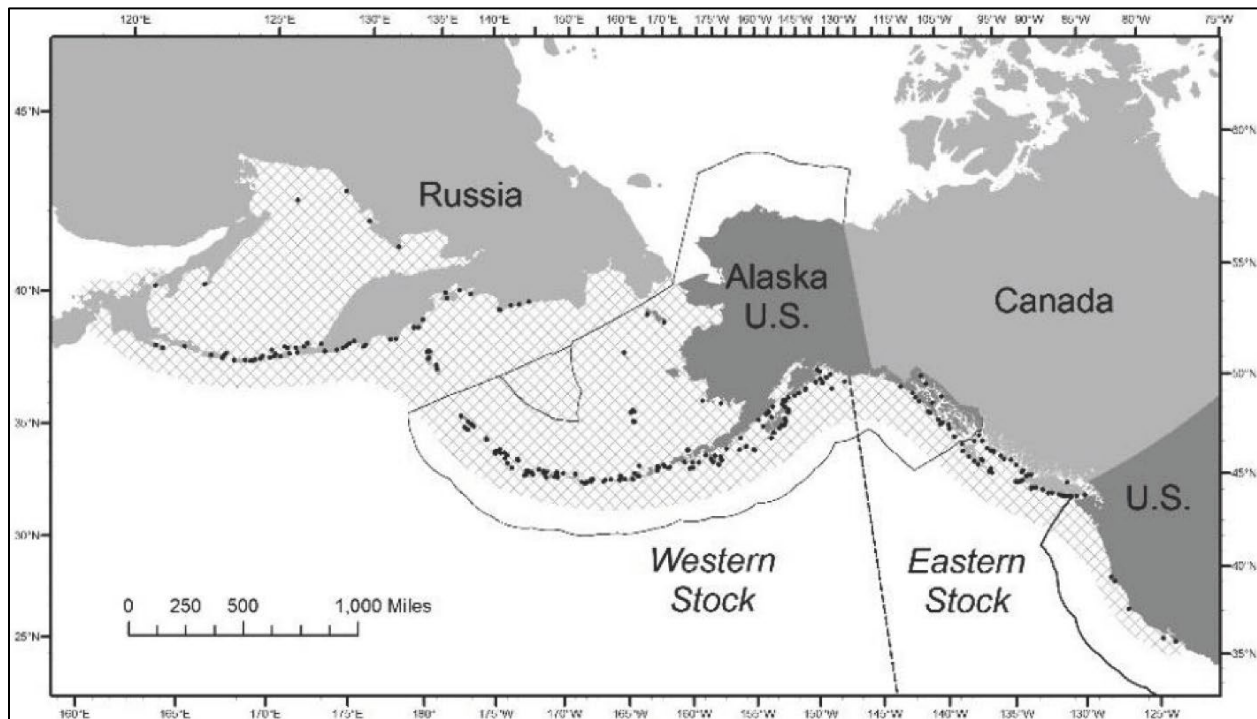 120°E 125°E 130°E 135°E 140°E 150°E 160°E 170°E 175°W 160°W 145°W 130°W 115°W 105°W 95°W 90°W 85°W 80°W 75°W
45°N
60°N
Russia
Alaska
U.S.
Canada
55°N
40°N
50°N
35°N
45°N
U.S.
30°N
Western
Stock
Eastern
Stock
40°N
0 250 500 1,000 Miles
25°N
35°N
160°E 165°E 170°E 175°E 180° 175°W 170°W 165°W 160°W 155°W 150°W 145°W 140°W 135°W 130°W 125°W